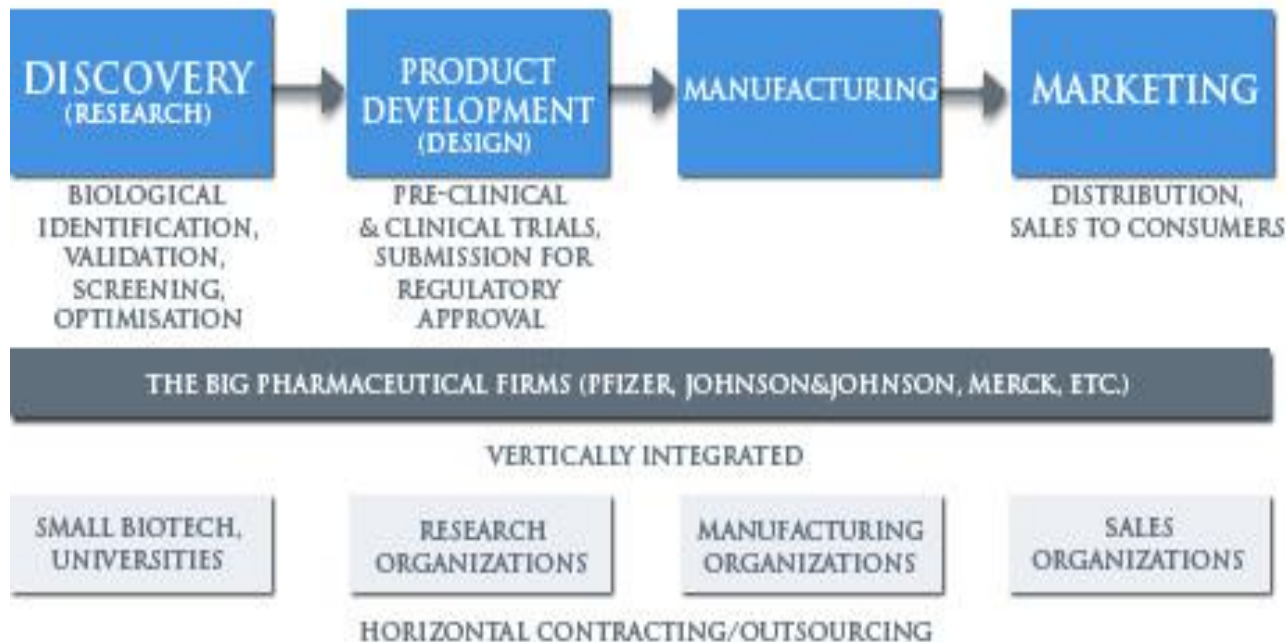 DISCOVERY
(RESEARCH)
PRODUCT
DEVELOPMENT
(DESIGN)
MANUFACTURING
MARKETING
BIOLOGICAL
IDENTIFICATION,
VALIDATION,
SCREENING,
OPTIMISATION
PRE-CLINICAL
& CLINICAL TRIALS,
SUBMISSION FOR
REGULATORY
APPROVAL
DISTRIBUTION,
SALES TO CONSUMERS
THE BIG PHARMACEUTICAL FIRMS (PFIZER, JOHNSON&JOHNSON, MERCK, ETC.)
VERTICALLY INTEGRATED
SMALL BIOTECH,
UNIVERSITIES
RESEARCH
ORGANIZATIONS
MANUFACTURING
ORGANIZATIONS
SALES
ORGANIZATIONS
HORIZONTAL CONTRACTING/OUTSOURCING